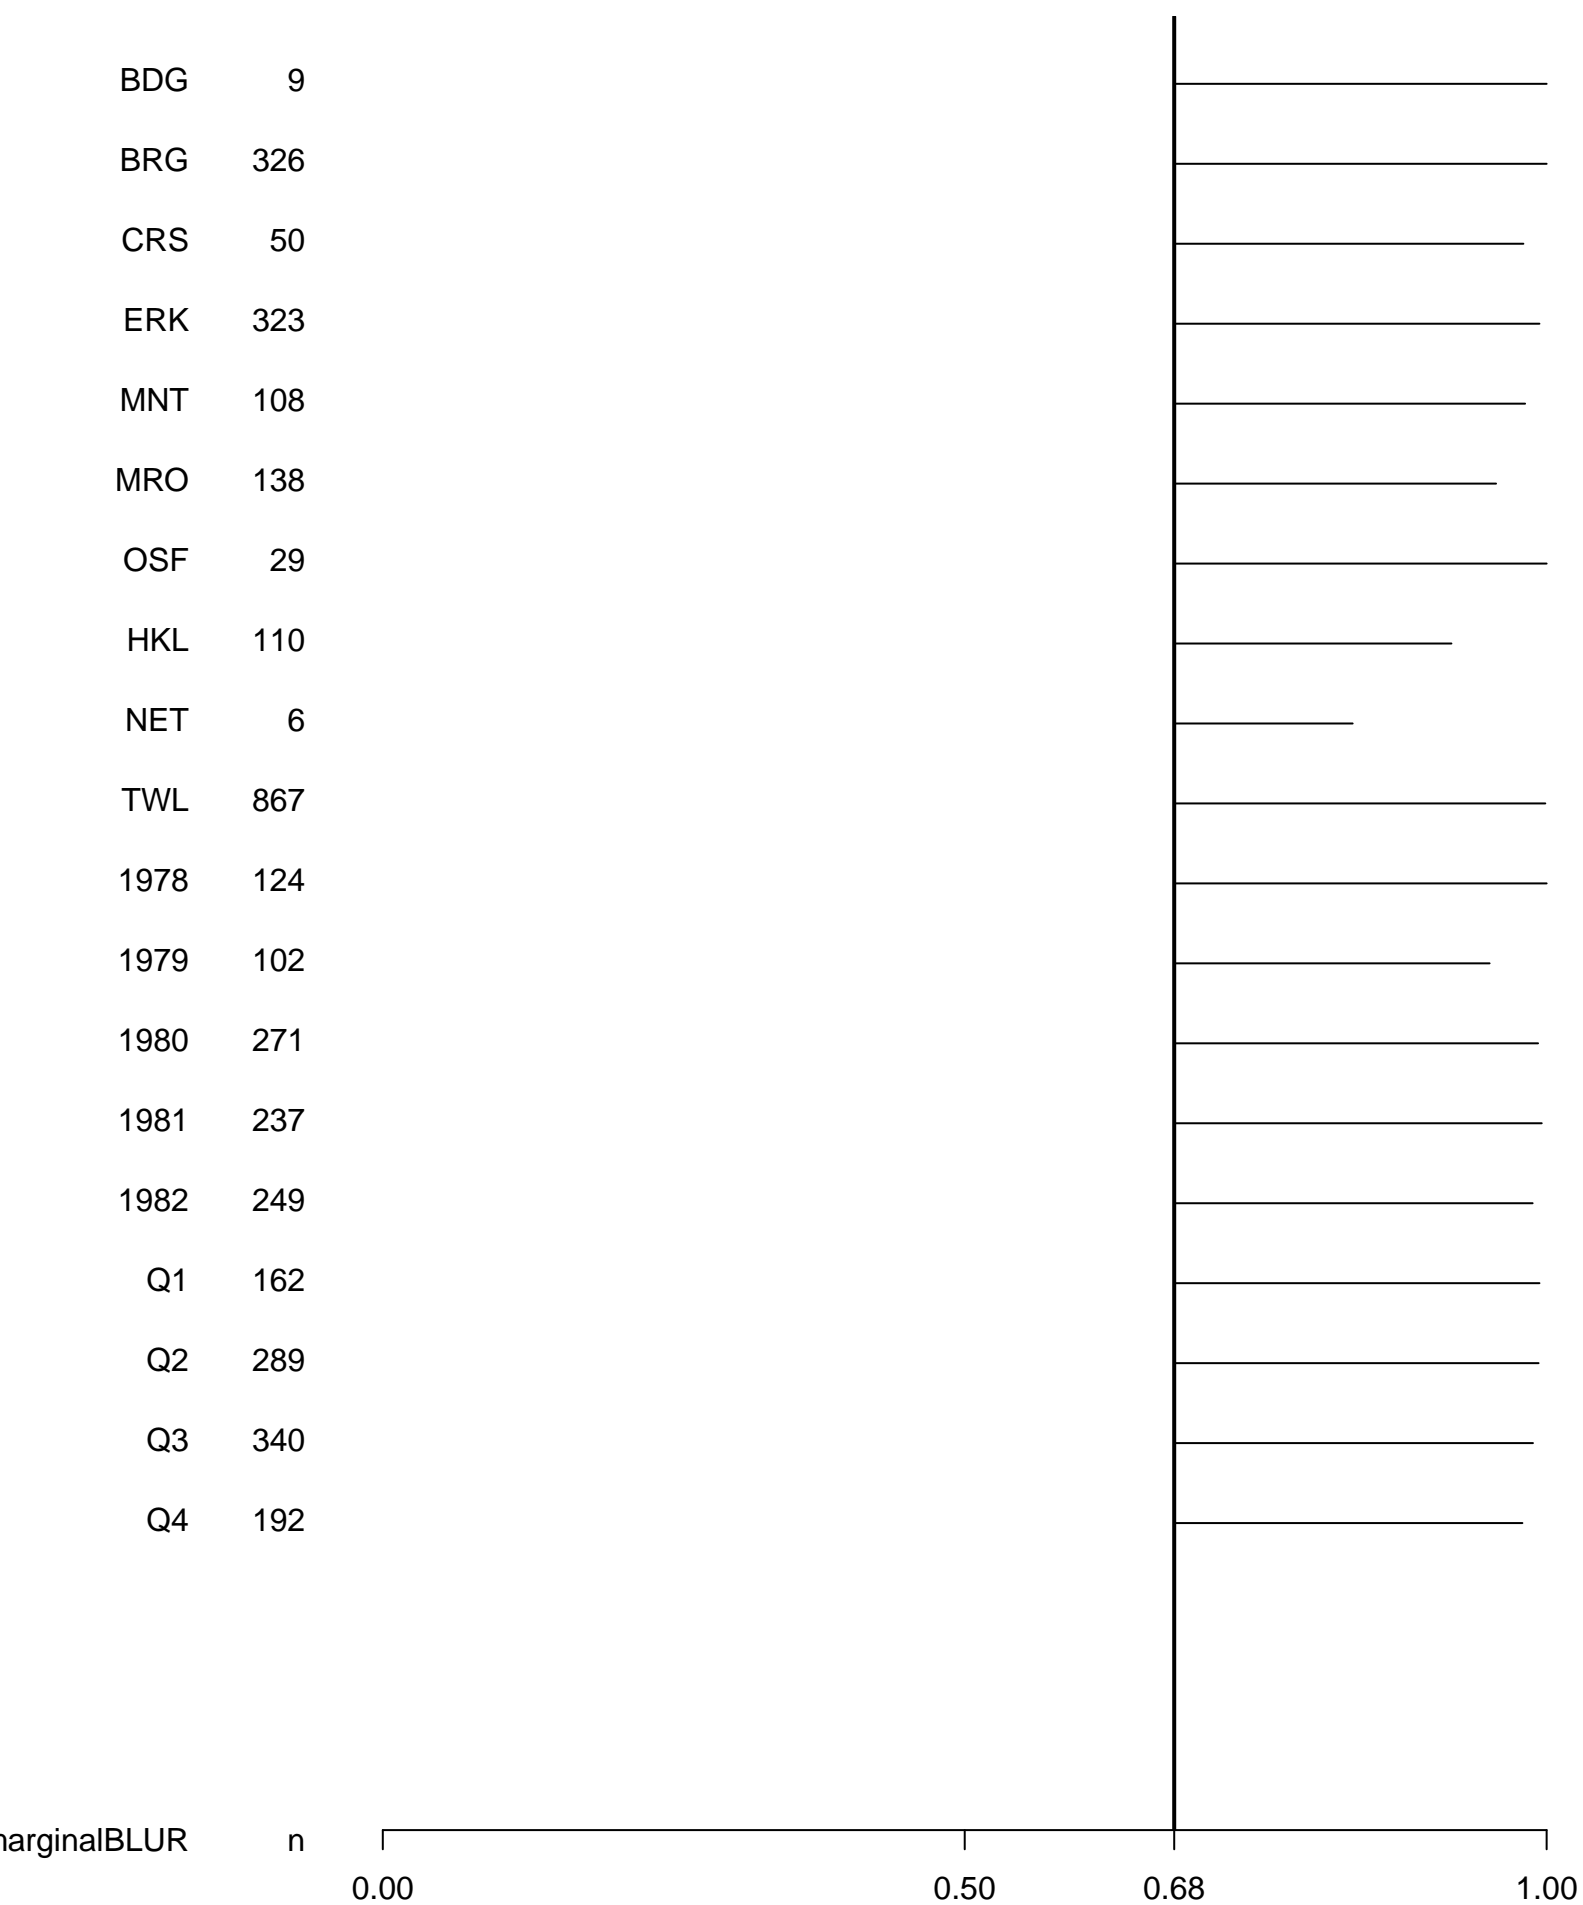 BDG 9
BRG 326
CRS 50
ERK 323
MNT 108
MRO 138
OSF 29
HKL 110
NET 6
TWL 867
1978 124
1979 102
1980 271
1981 237
1982 249
Q1 162
Q2 289
Q3 340
Q4 192
arginalBLUR n
0.00 0.50 0.68 1.00